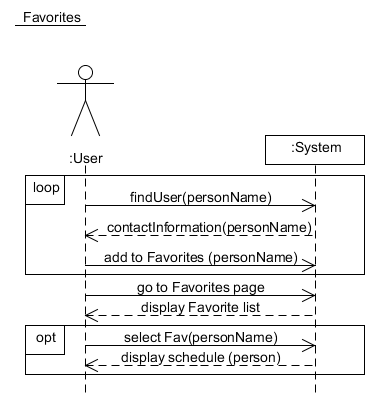 Favorites
:User
:System
loop
findUser(personName)
contactInformation(personName)
add to Favorites (personName)
go to Favorites page
display Favorite list
opt
select Fav(personName)
display schedule (person)